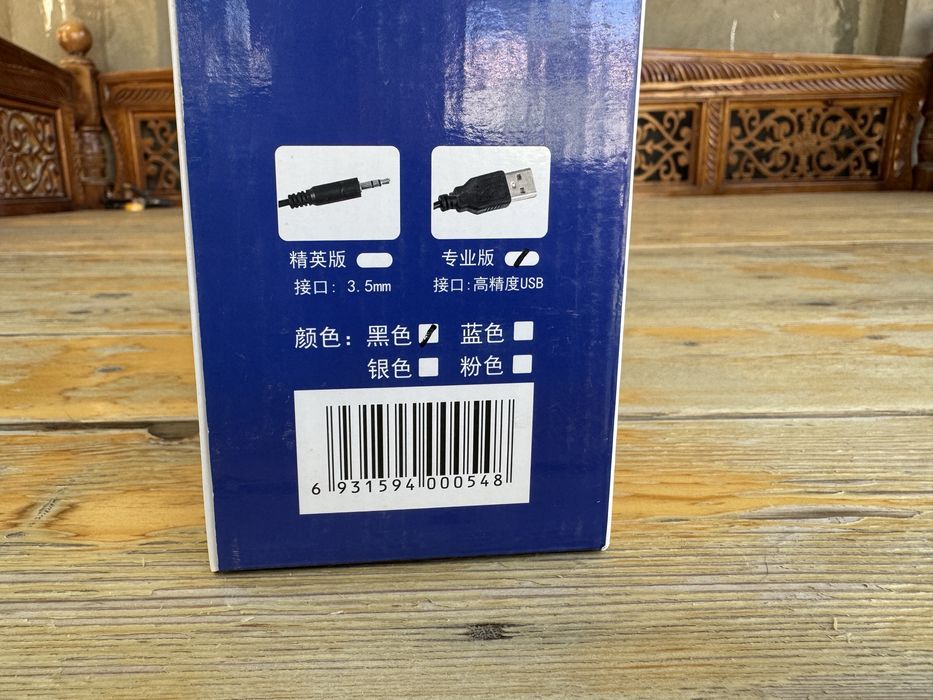 精英版 专业版
接口: 3.5mm 接口:高精度USB
颜色: 黑色 蓝色
银色 粉色
6 931594 000548